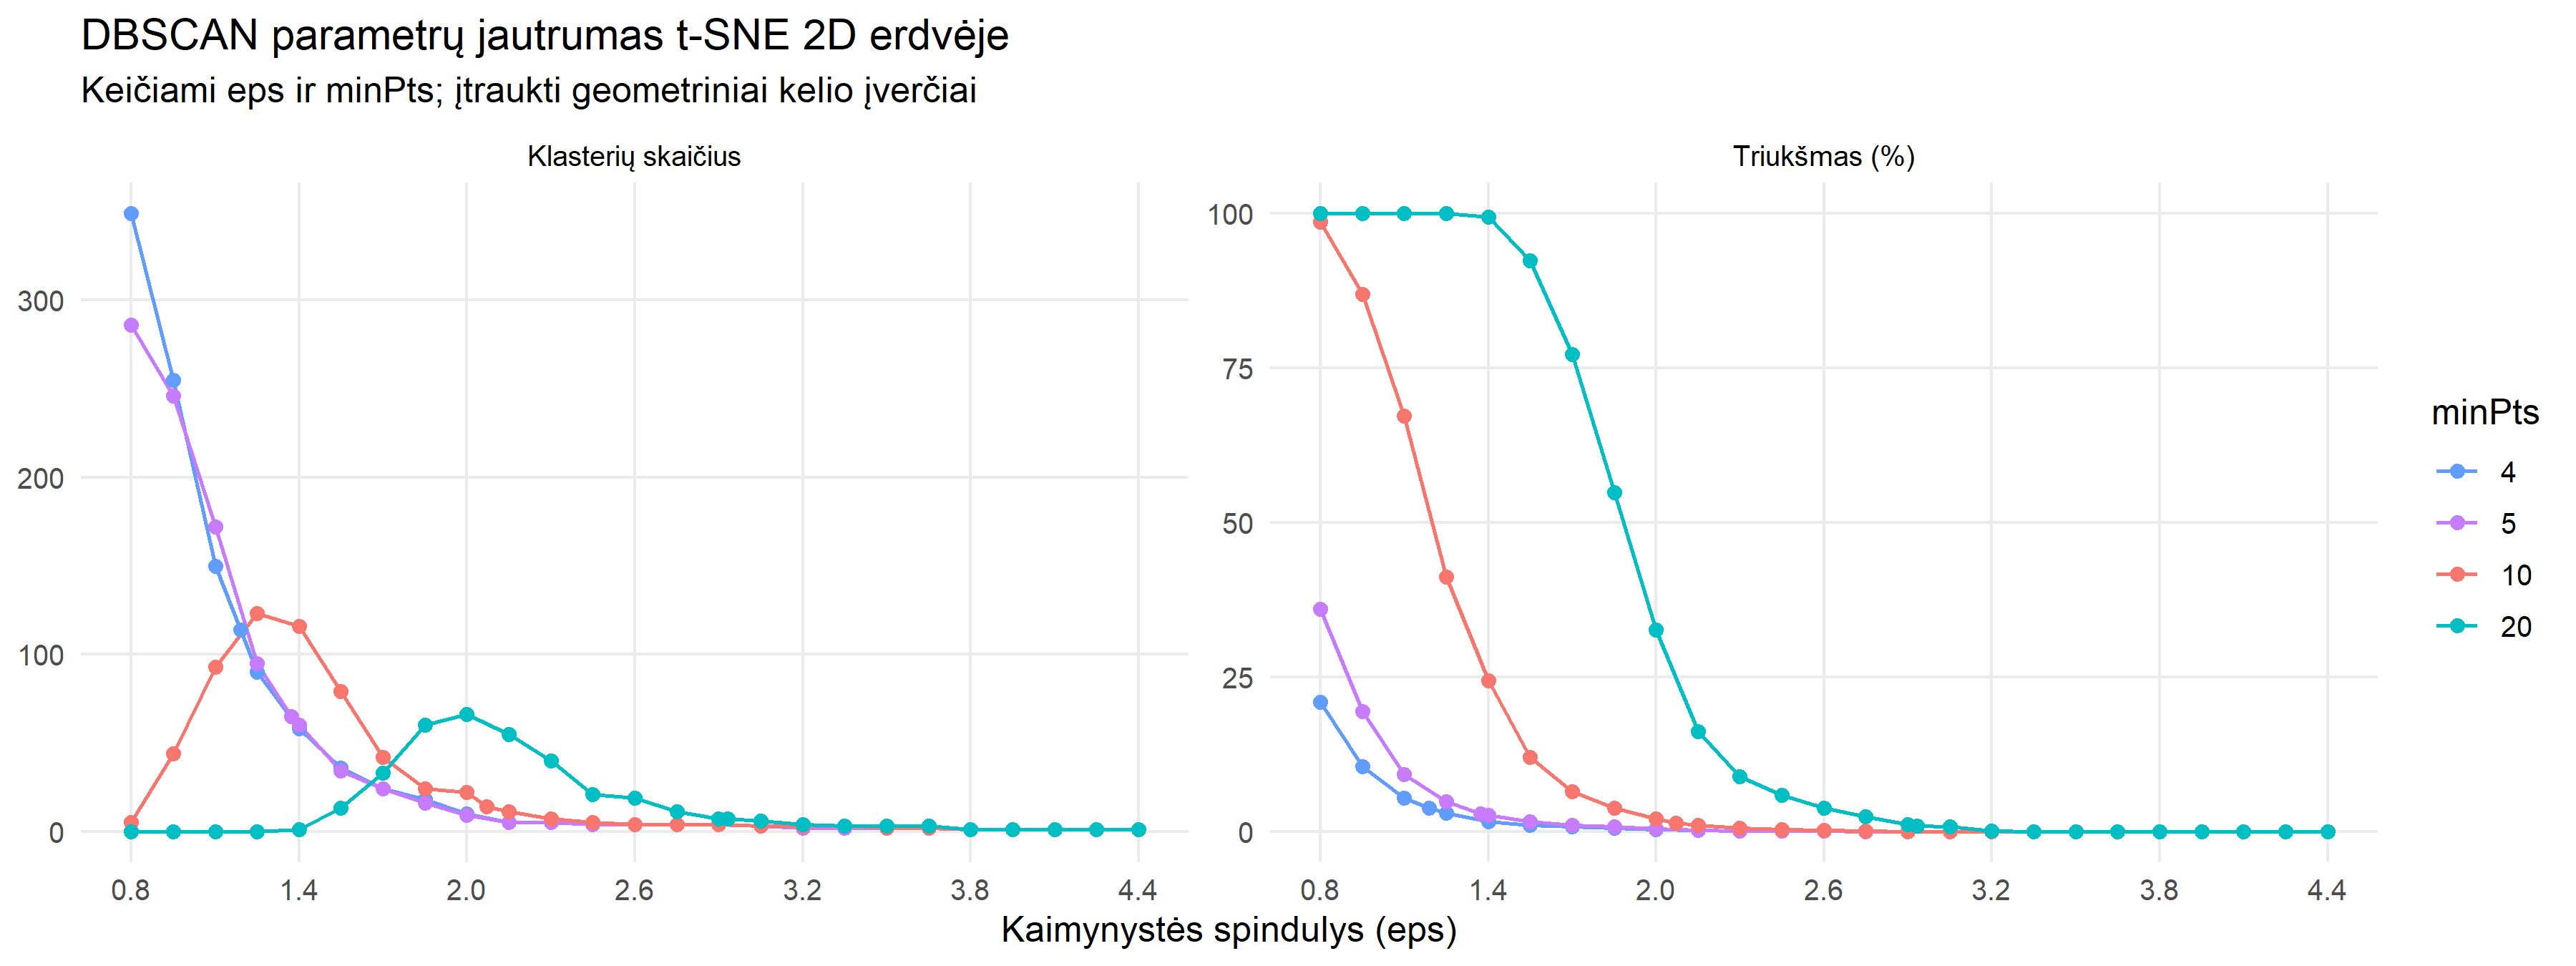 DBSCAN parametrų jautrumas t-SNE 2D erdvėje
Keičiami eps ir minPts; įtraukti geometriniai kelio įverčiai
Klasterių skaičius
300
200
100
0
0.8 1.4 2.0 2.6 3.2 3.8 4.4
Triukšmas (%)
100
75
50
25
0
0.8 1.4 2.0 2.6 3.2 3.8 4.4
Kaimynystės spindulys (eps)
minPts
4
5
10
20